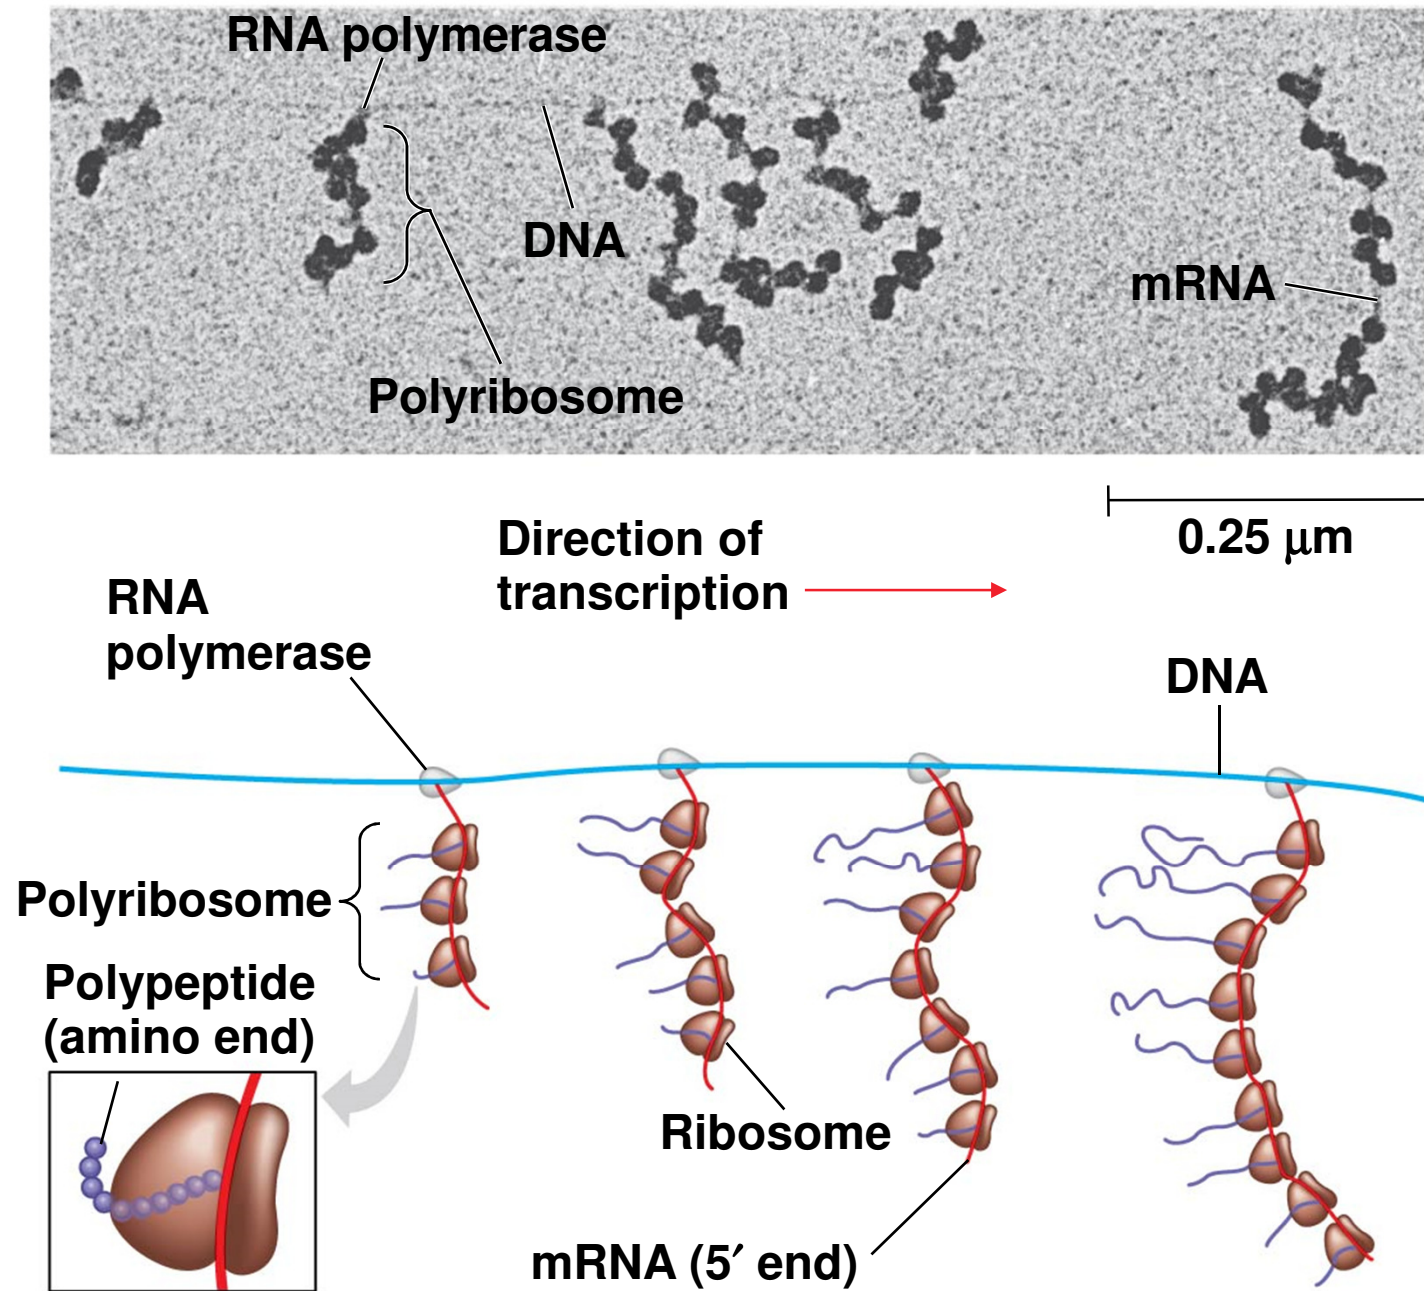 RNA polymerase
DNA
mRNA
Polyribosome
0.25 μm
Direction of
transcription
RNA
polymerase
DNA
Polyribosome
Polypeptide
(amino end)
Ribosome
mRNA (5′ end)